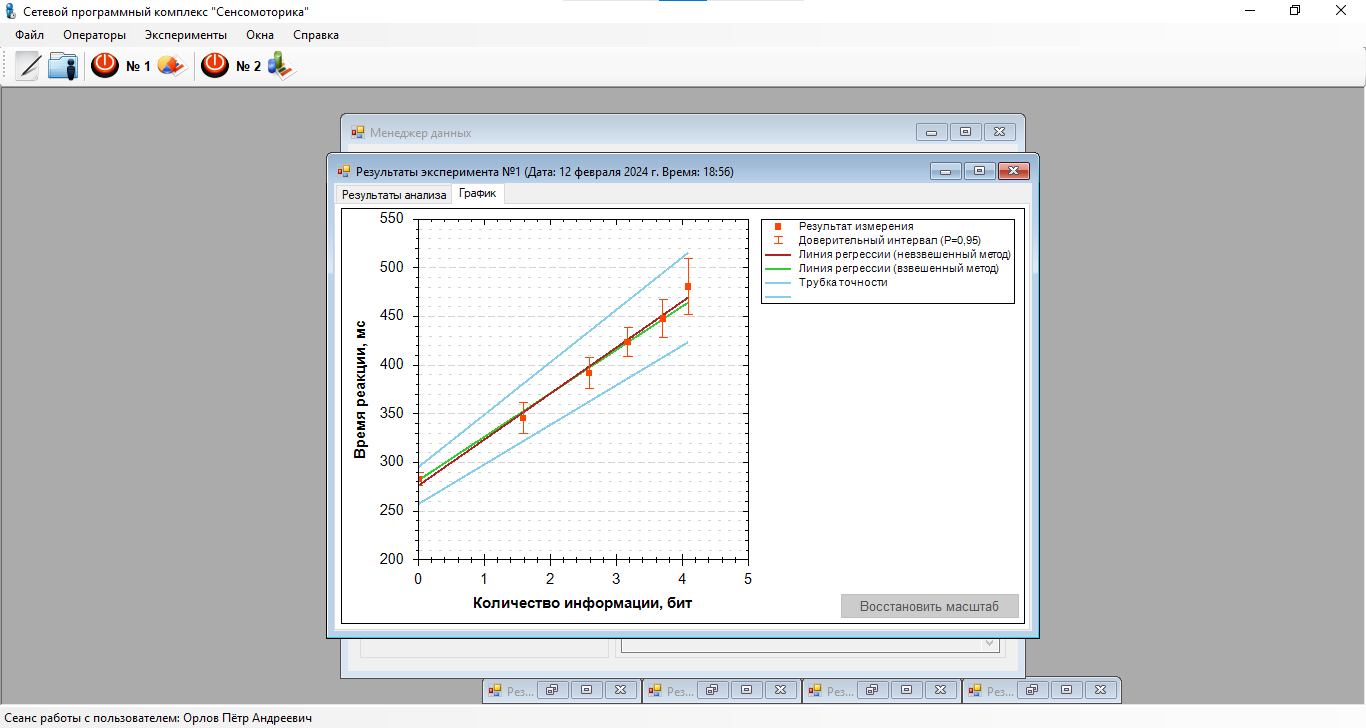 Сетевой программный комплекс "Сенсомоторика"
Файл Операторы Эксперименты Окна Справка
№ 1 № 2
Менеджер данных
Результаты эксперимента №1 (Дата: 12 февраля 2024 г. Время: 18:56)
Результаты анализа График
550
500
450
400
350
300
250
200
0 1 2 3 4 5
Время реакции, мс
Количество информации, бит
Результат измерения
Доверительный интервал (P=0,95)
Линия регрессии (невзвешенный метод)
Линия регрессии (взвешенный метод)
Трубка точности
Восстановить масштаб
Рез... Рез... Рез... Рез...
Сеанс работы с пользователем: Орлов Пётр Андреевич